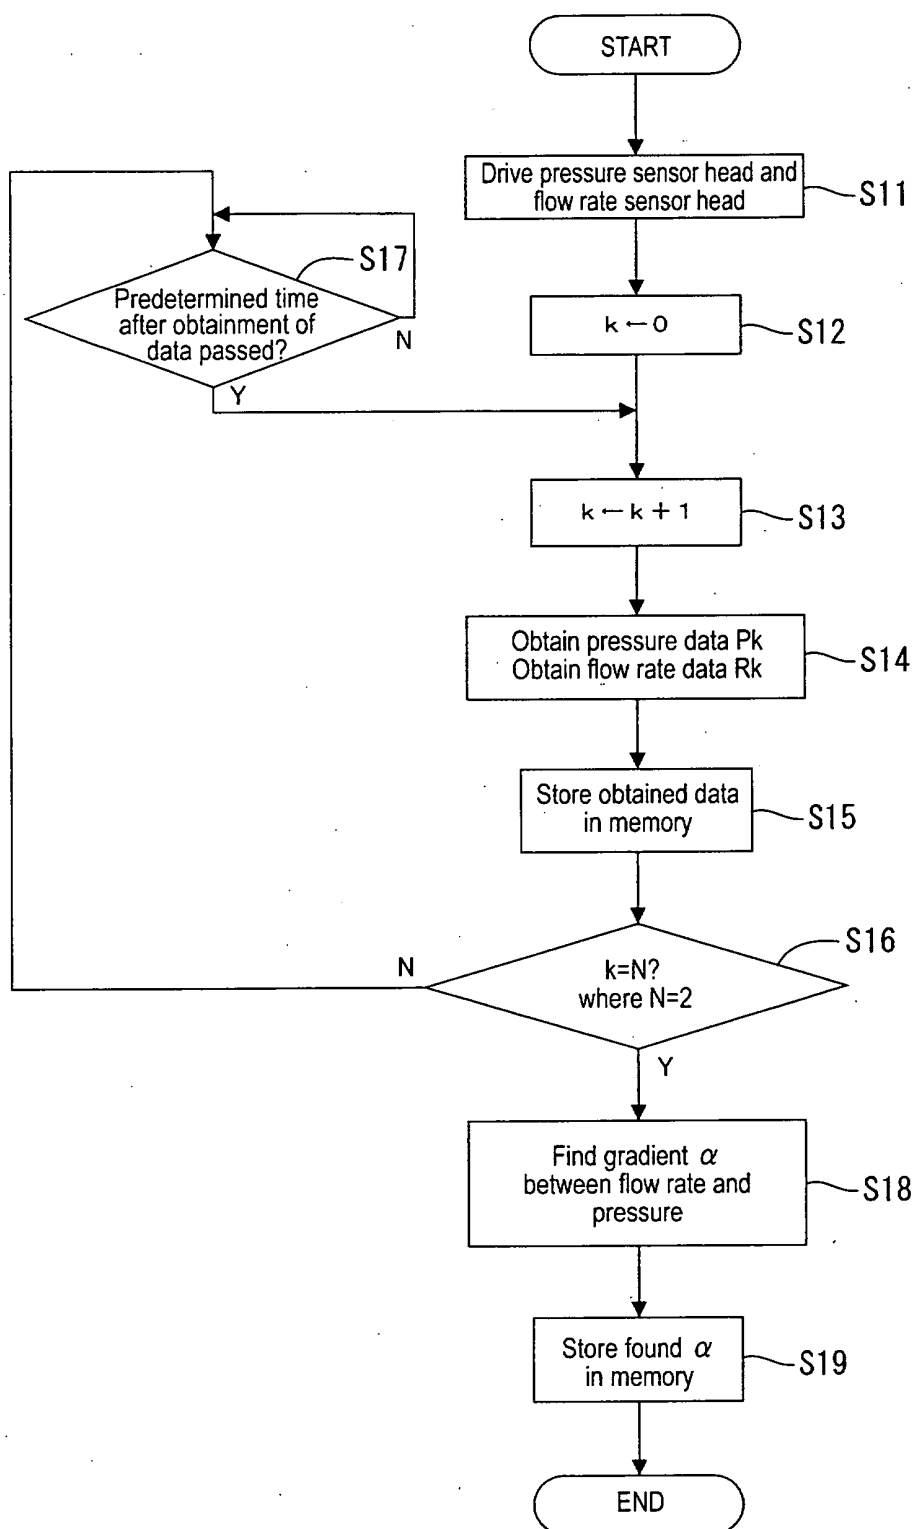 START
Drive pressure sensor head and
flow rate sensor head
S11
S17
Predetermined time
after obtainment of
data passed?
N
Y
k←0
S12
k←k+1
S13
Obtain pressure data Pk
Obtain flow rate data Rk
S14
Store obtained data
in memory
S15
S16
N
k=N?
where N=2
Y
Find gradient α
between flow rate and
pressure
S18
Store found α
in memory
S19
END